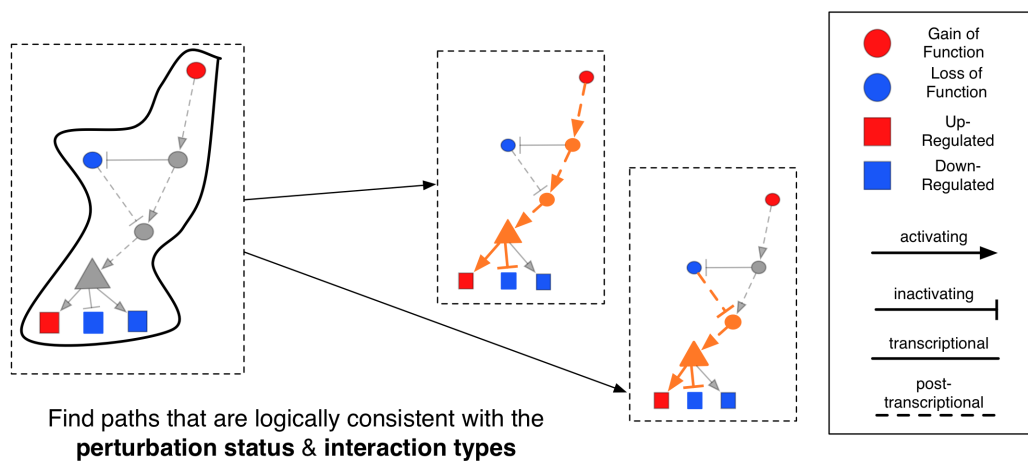 Gain of
Function
Loss of
Function
Up-
Regulated
Down-
Regulated
activating
inactivating
transcriptional
post-
transcriptional
Find paths that are logically consistent with the
perturbation status & interaction types